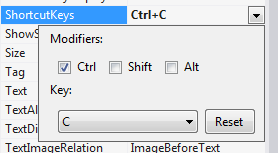 ShortcutKeys Ctrl+C
ShowS
Modifiers:
Size
Ctrl Shift Alt
Tag
Text
Key:
TextAl
C Reset
TextDi
TextImageRelation ImageBeforeText